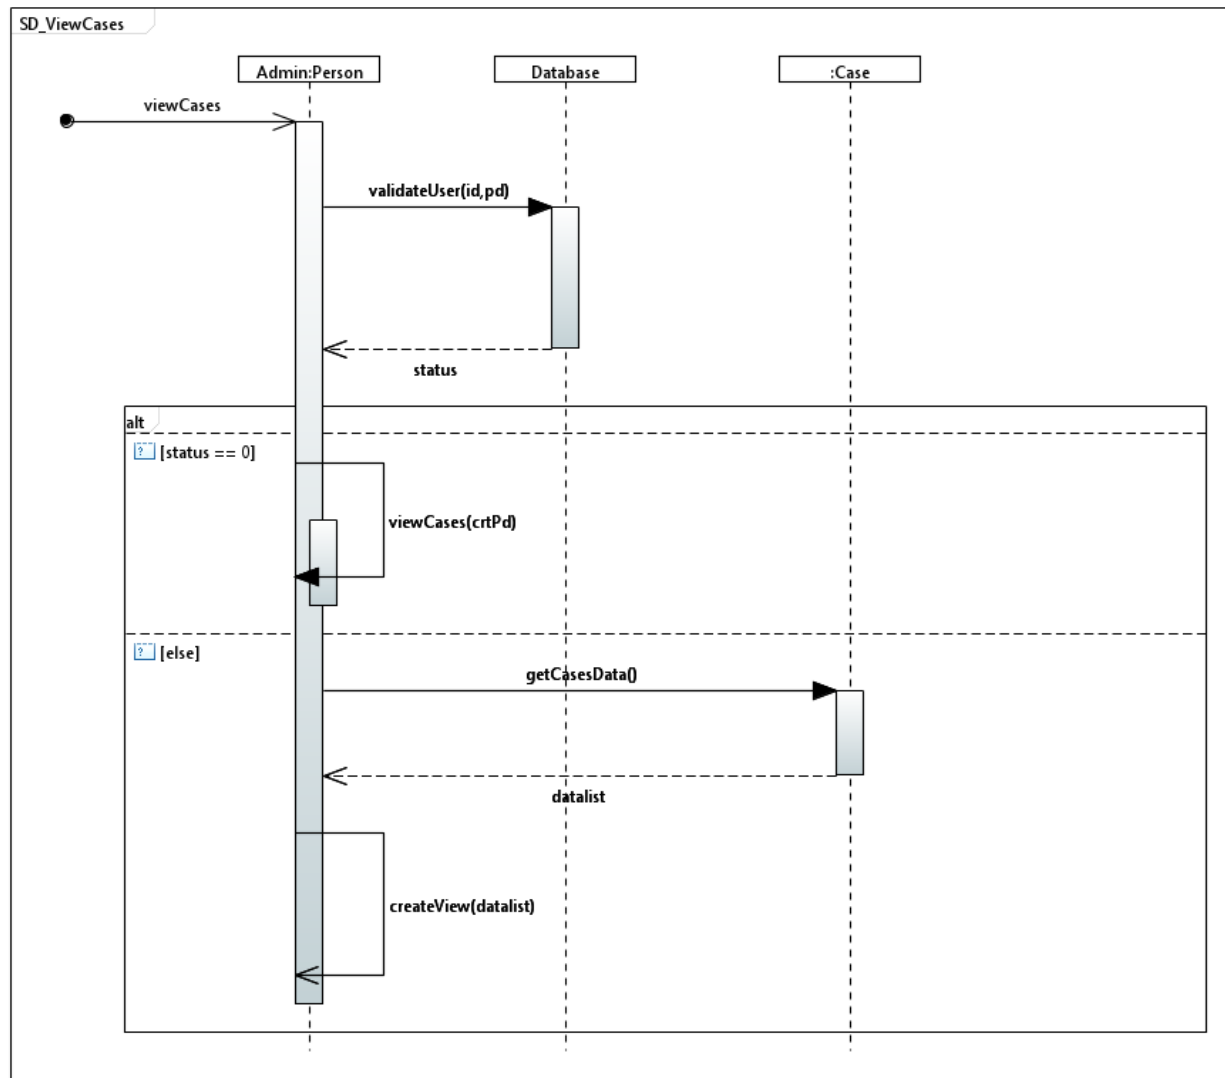 SD_ViewCases
Admin:Person
Database
:Case
viewCases
validateUser(id,pd)
status
alt
[status == 0]
viewCases(crtPd)
[else]
getCasesData()
datalist
createView(datalist)